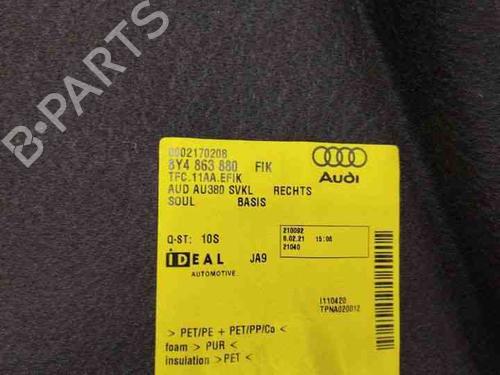 0002170208
8Y4 863 880 FIK
TFC.11AA.EFIK
AUD AU380 SVKL RECHTS
SOUL BASIS
Audi
Q-ST: 10S
IDEAL JA9
AUTOMOTIVE
210092
8.02.21 15:06
21040
I110420
TPNA020012
> PET/PE + PET/PP/Co <
foam > PUR <
insulation > PET <
B-PARTS